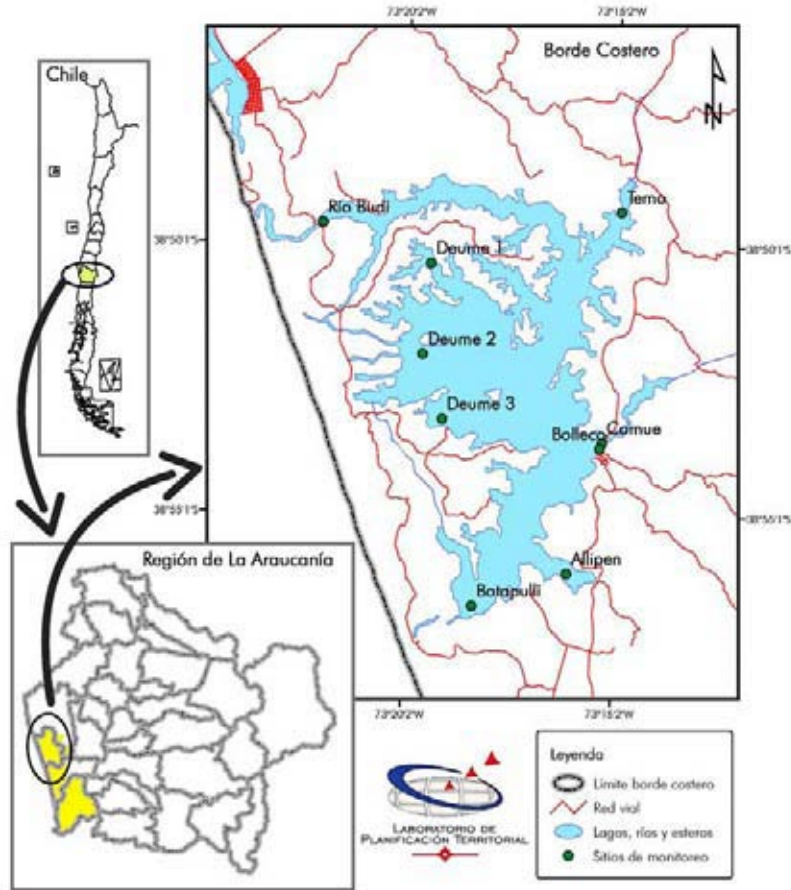 Chile
73°20'2"W
73°15'2"W
Borde Costero
N
Río Budi
Temo
38°50'1"S
38°50'1"S
Deume 1
Deume 2
Deume 3
Bolleco
Comue
38°55'1"S
38°55'1"S
Allipen
Botapulli
73°20'2"W
73°15'2"W
Región de La Araucanía
LABORATORIO DE
PLANIFICACIÓN TERRITORIAL
Leyenda
Límite borde costero
Red vial
Lagos, ríos y esteros
Sitios de monitoreo